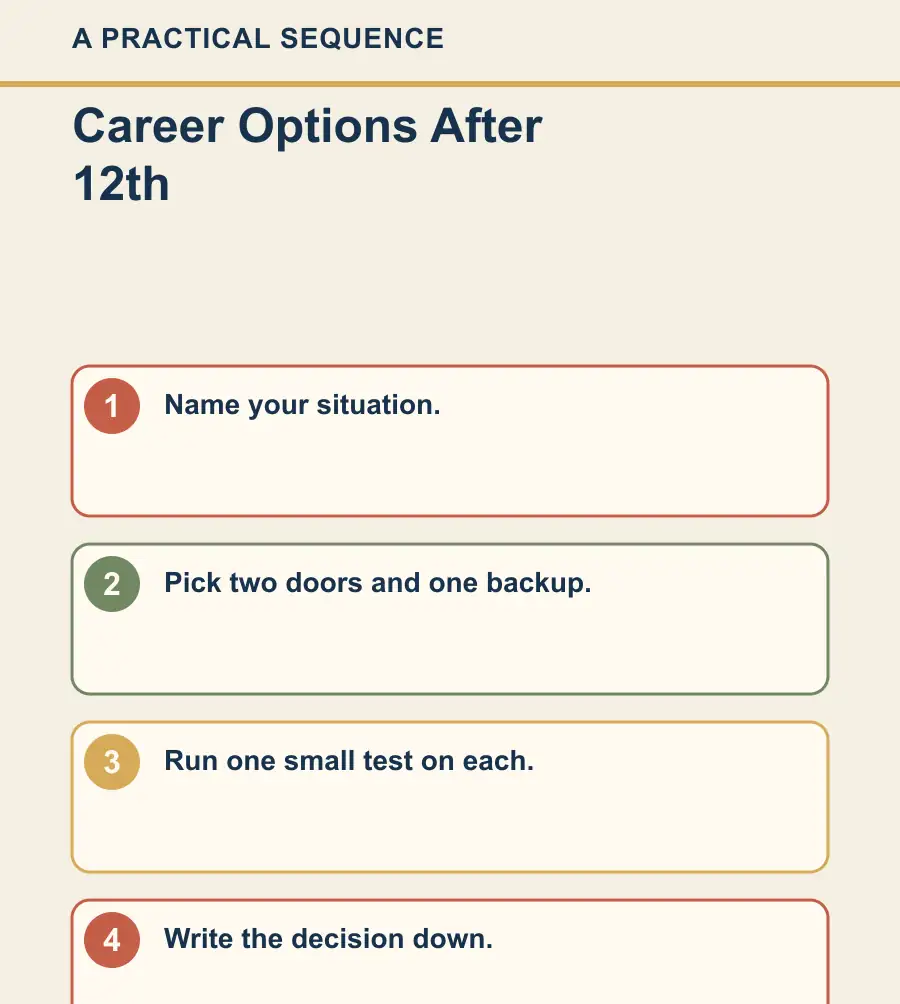 A PRACTICAL SEQUENCE
Career Options After
12th
1 Name your situation.
2 Pick two doors and one backup.
3 Run one small test on each.
4 Write the decision down.